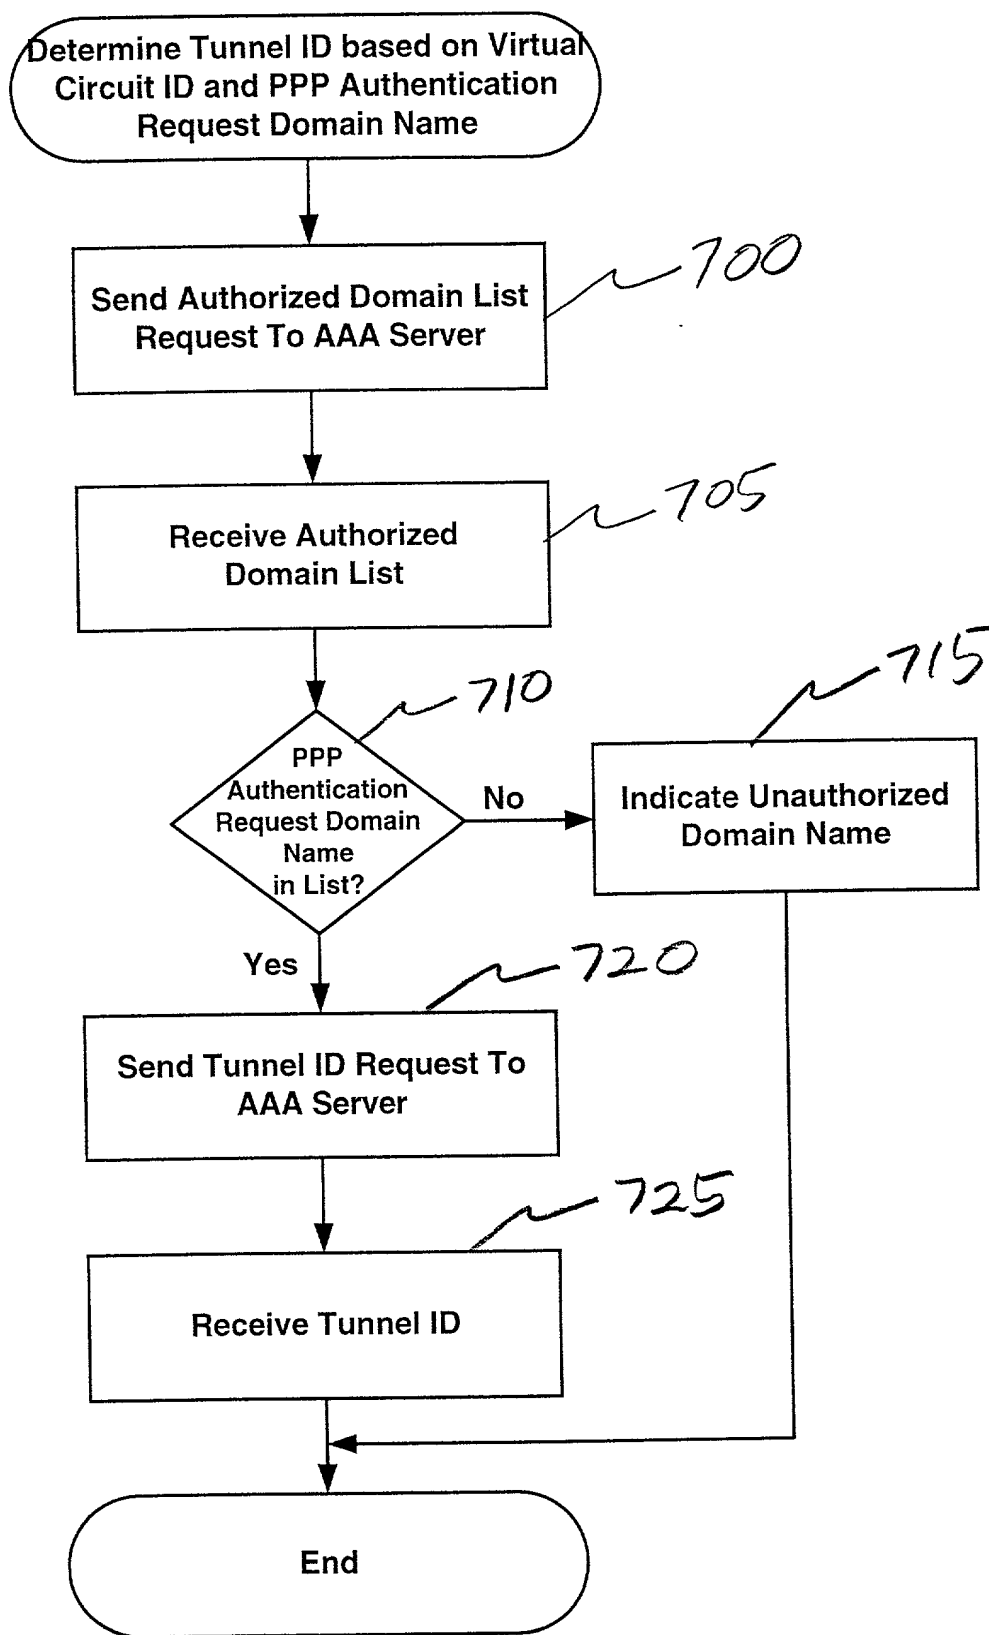 Determine Tunnel ID based on Virtual
Circuit ID and PPP Authentication
Request Domain Name
700
Send Authorized Domain List
Request To AAA Server
705
Receive Authorized
Domain List
710
715
PPP
Authentication
Request Domain
Name
in List?
No
Indicate Unauthorized
Domain Name
Yes
720
Send Tunnel ID Request To
AAA Server
725
Receive Tunnel ID
End